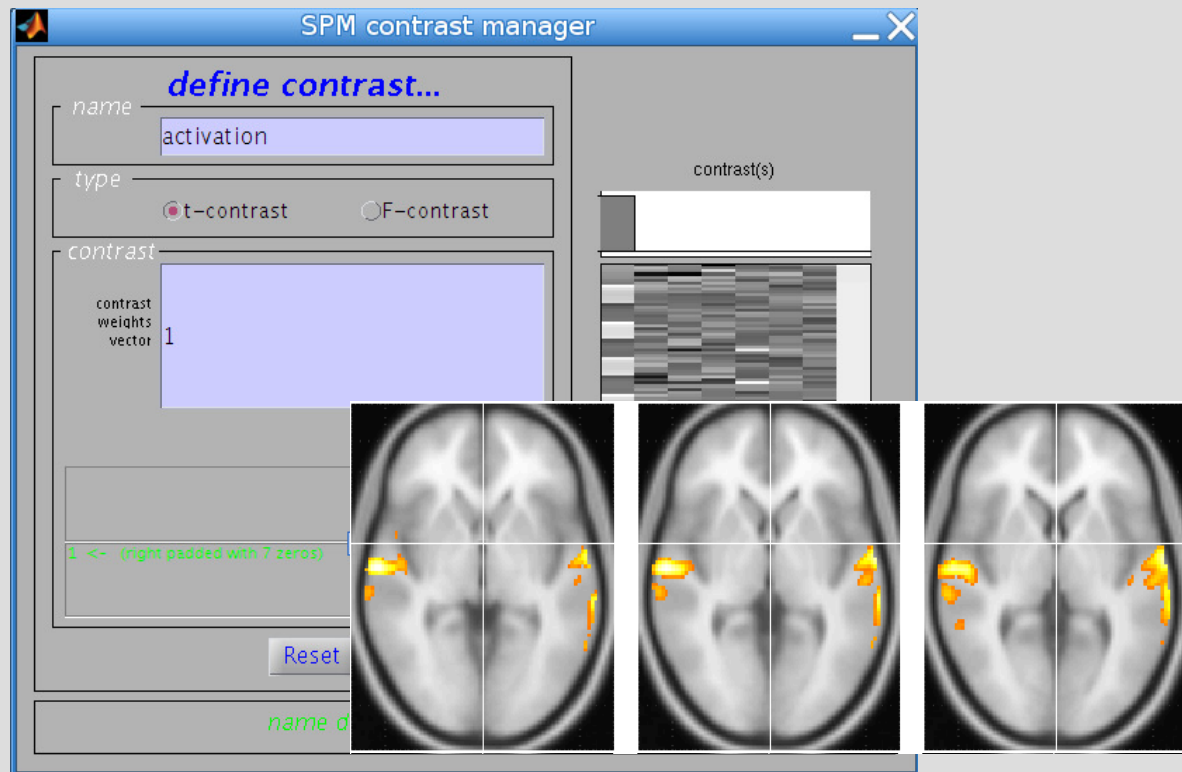 SPM contrast manager
define contrast...
name
activation
type
t-contrast
F-contrast
contrast(s)
contrast
contrast
weights
vector
1
1 <- (right padded with 7 zeros)
Reset
name d